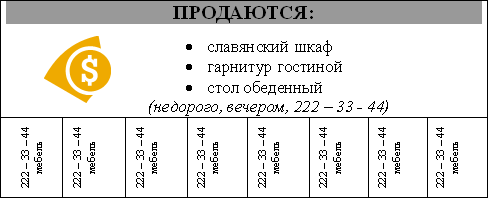 ПРОДАЮТСЯ:
$
• славянский шкаф
• гарнитур гостиной
• стол обеденный
(недорого, вечером, 222 – 33 - 44)
222 – 33 – 44
мебель
222 – 33 – 44
мебель
222 – 33 – 44
мебель
222 – 33 – 44
мебель
222 – 33 – 44
мебель
222 – 33 – 44
мебель
222 – 33 – 44
мебель
222 – 33 – 44
мебель